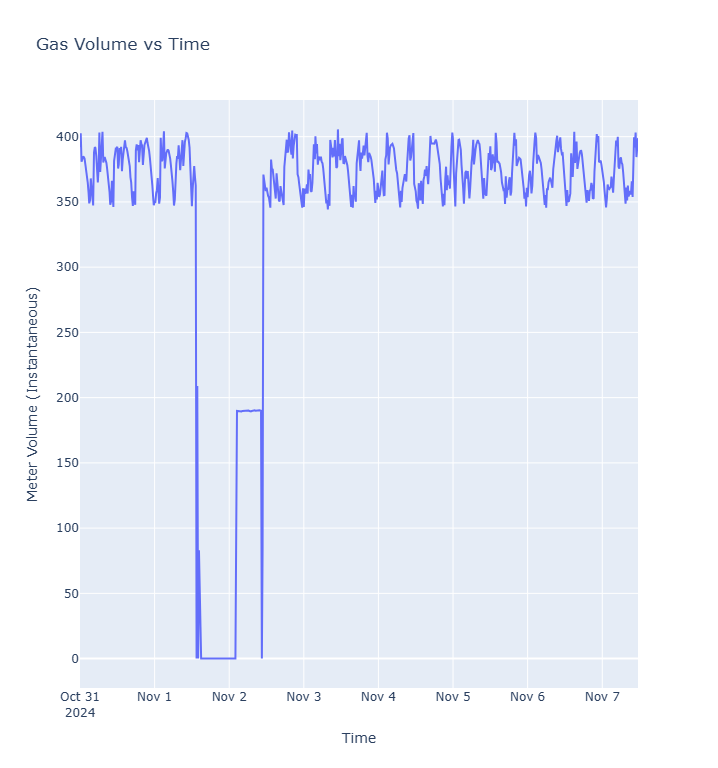 Gas Volume vs Time
Meter Volume (Instantaneous)
400
350
300
250
200
150
100
50
0
Oct 31
2024
Nov 1
Nov 2
Nov 3
Nov 4
Nov 5
Nov 6
Nov 7
Time